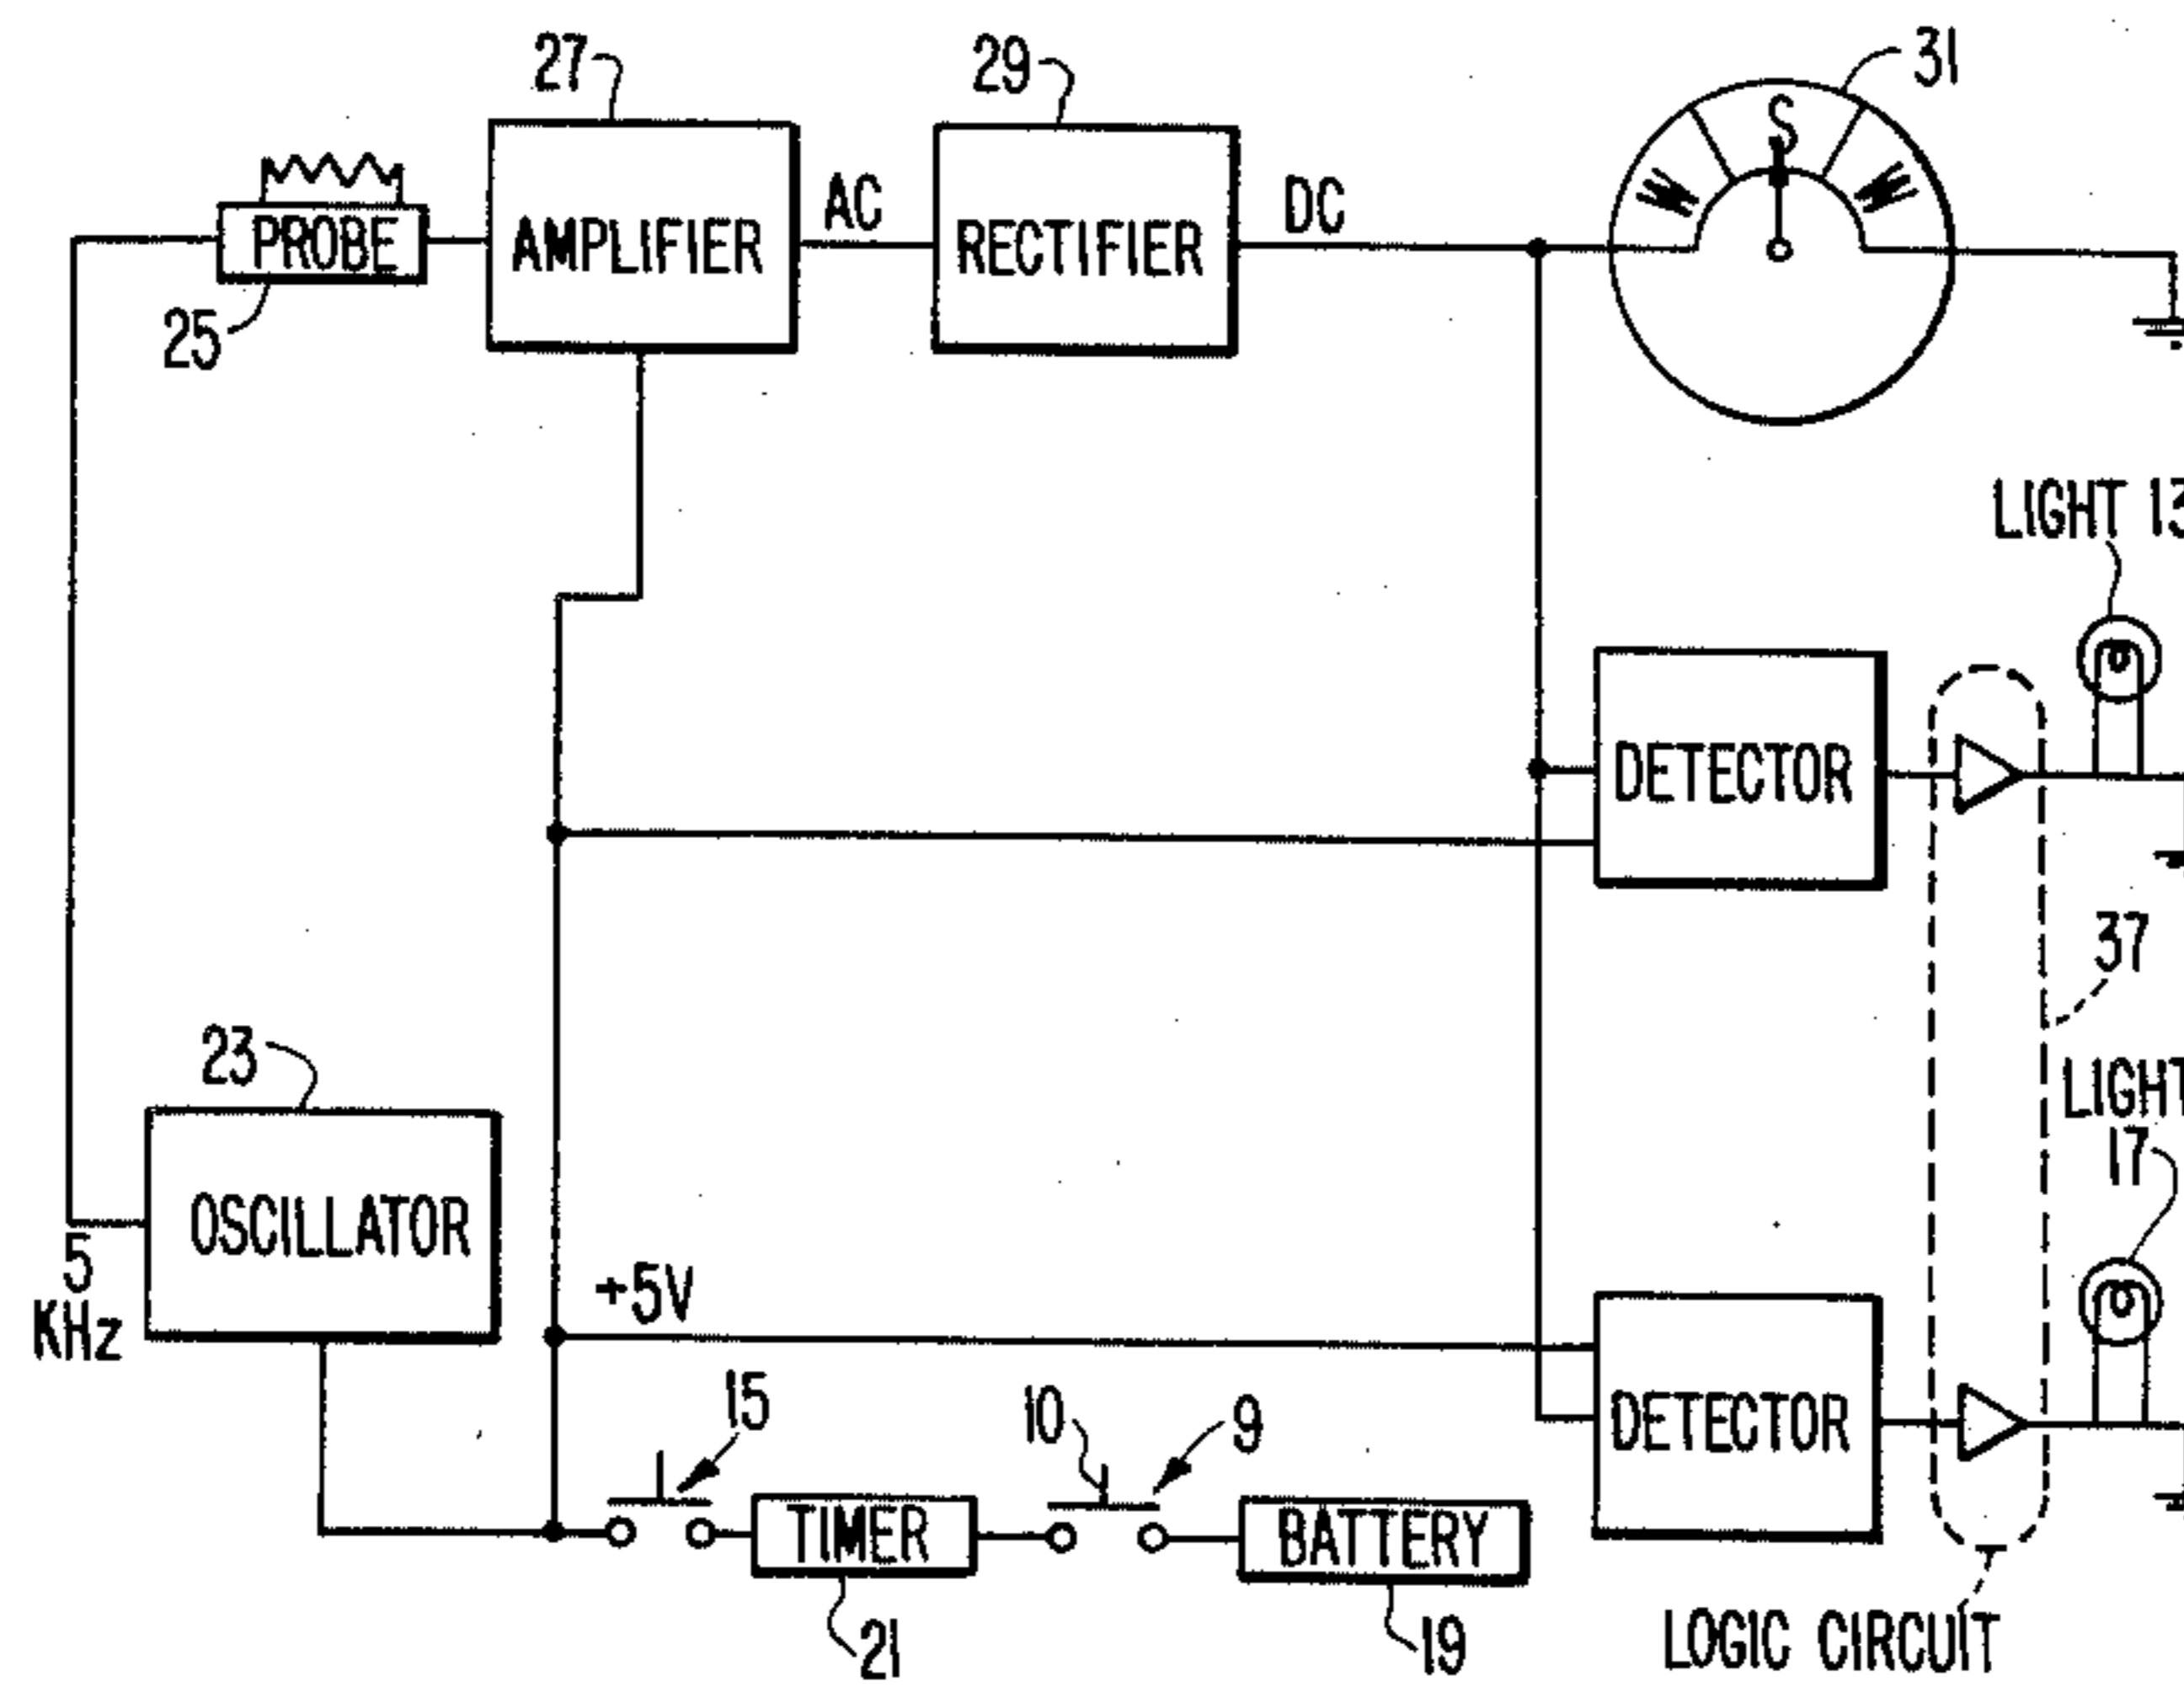 27
29
31
S
AC
DC
PROBE
AMPLIFIER
RECTIFIER
25
LIGHT 13
DETECTOR
37
23
LIGHT
17
OSCILLATOR
5
KHz
+5V
15
10
9
DETECTOR
TIMER
BATTERY
21
19
LOGIC CIRCUIT